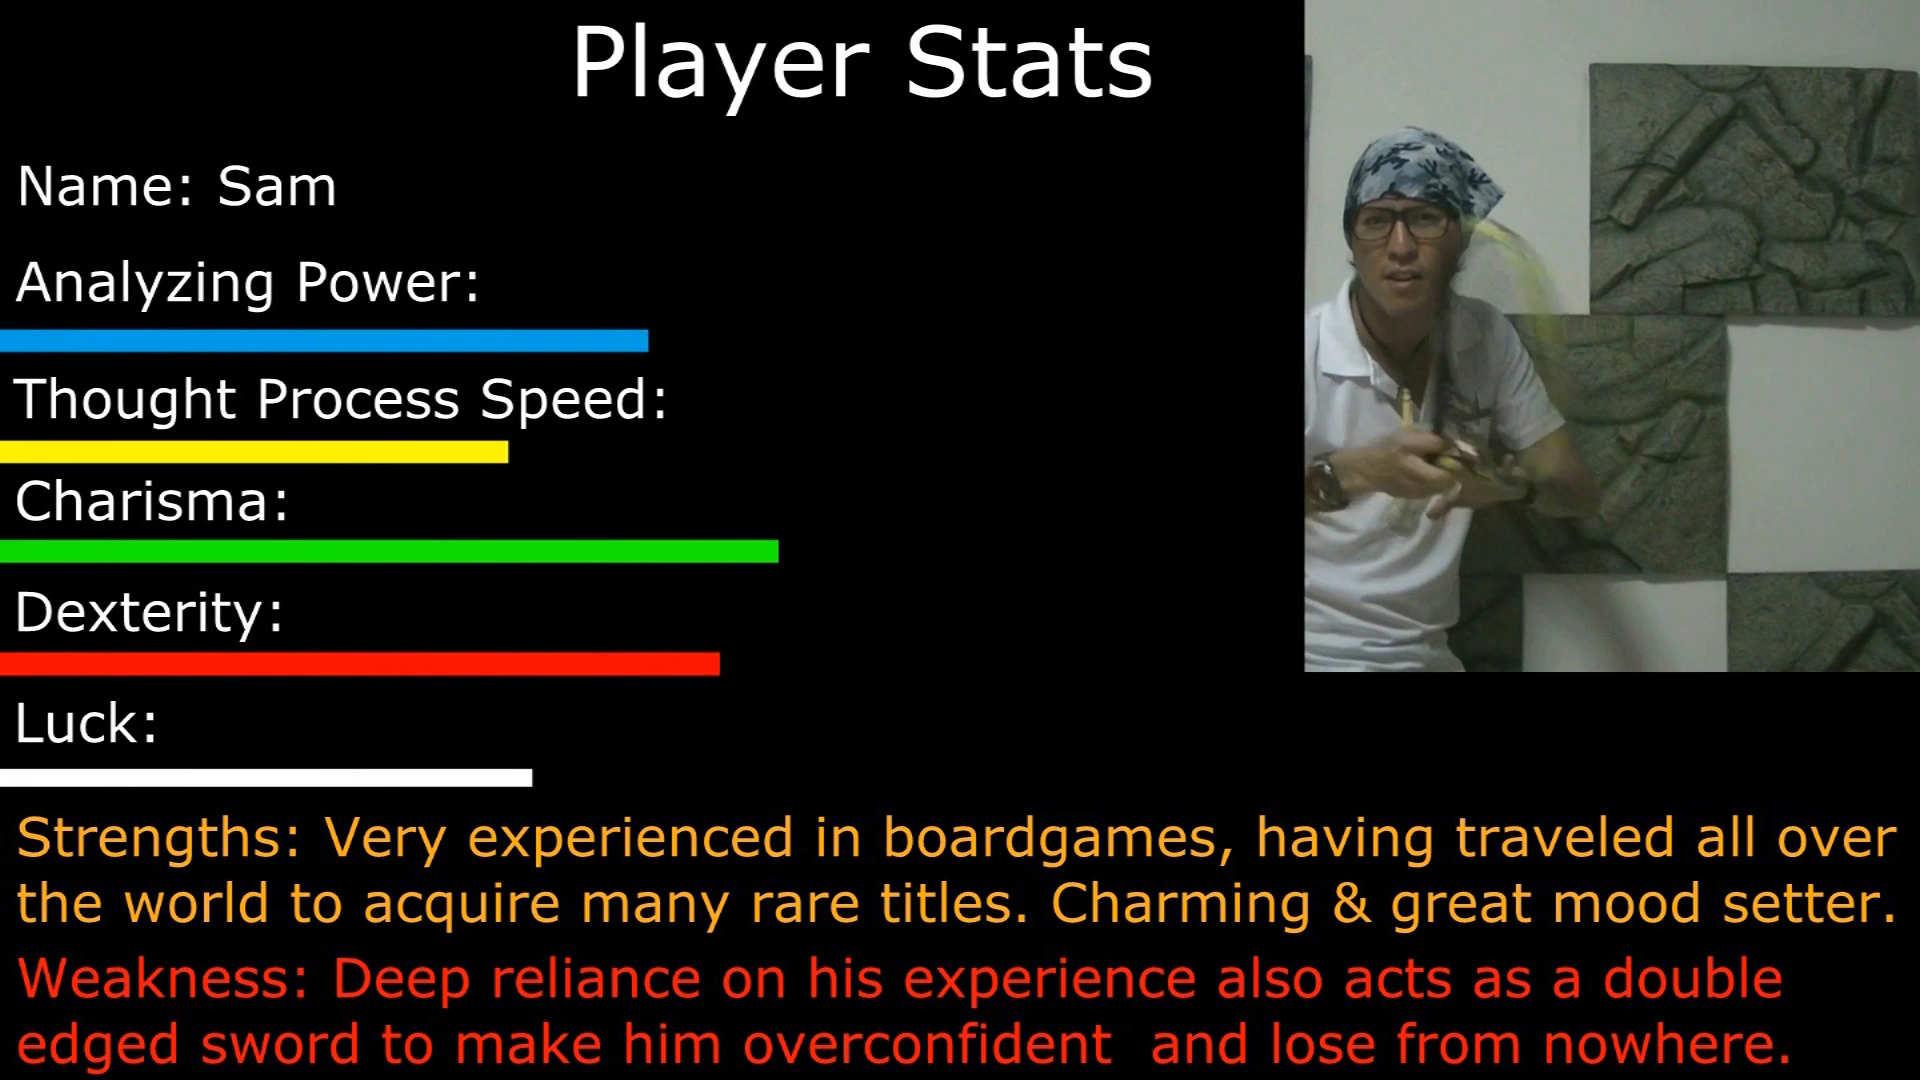 Player Stats
Name: Sam
Analyzing Power:
Thought Process Speed:
Charisma:
Dexterity:
Luck:
Strengths: Very experienced in boardgames, having traveled all over
the world to acquire many rare titles. Charming & great mood setter.
Weakness: Deep reliance on his experience also acts as a double
edged sword to make him overconfident  and lose from nowhere.